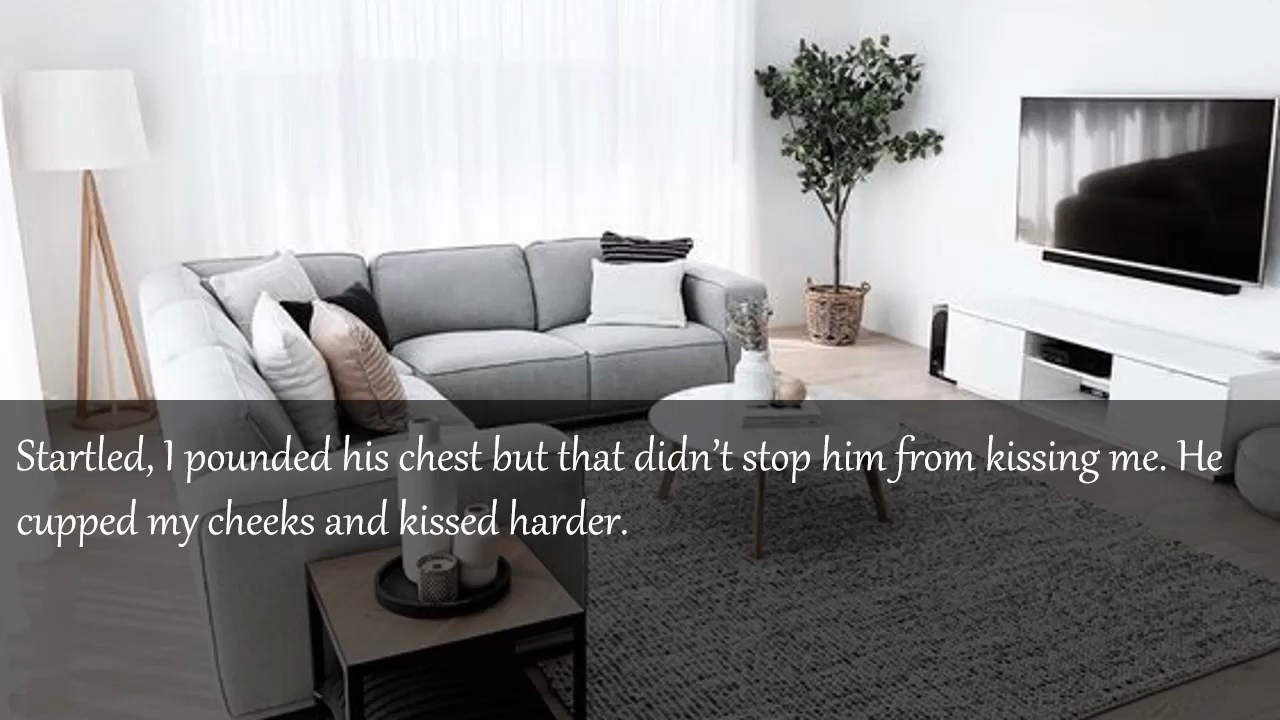 Startled, I pounded his chest but that didn’t stop him from kissing me. He
cupped my cheeks and kissed harder.